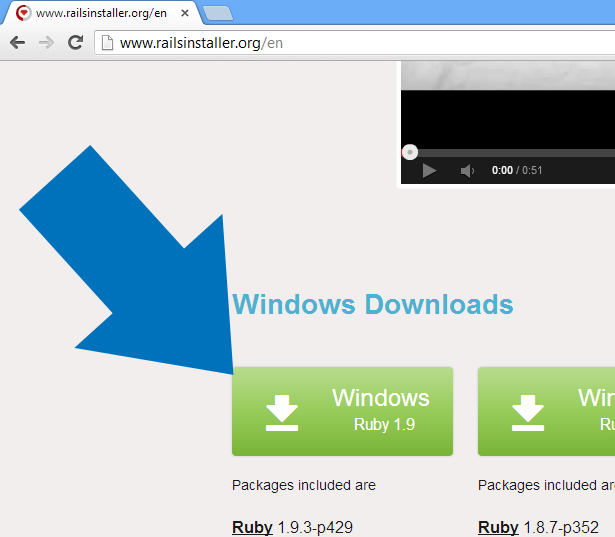 www.railsinstaller.org/en
www.railsinstaller.org/en
0:00 / 0:51
Windows Downloads
Windows
Ruby 1.9
Packages included are
Ruby 1.9.3-p429
Win
Ru
Packages included ar
Ruby 1.8.7-p352